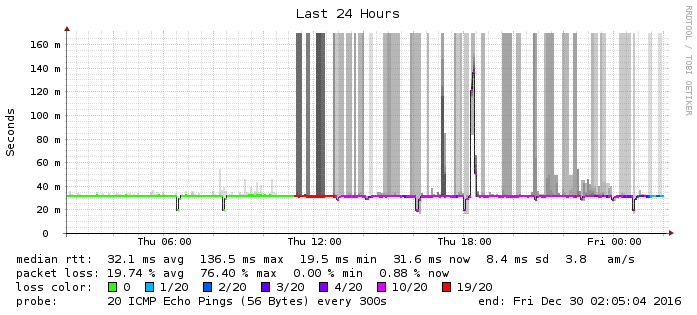 Last 24 Hours
RRDTOOL / TOBI OETIKER
Seconds
160 m
140 m
120 m
100 m
80 m
60 m
40 m
20 m
0
Thu 06:00 Thu 12:00 Thu 18:00 Fri 00:00
median rtt: 32.1 ms avg 136.5 ms max 19.5 ms min 31.6 ms now 8.4 ms sd 3.8 am/s
packet loss: 19.74 % avg 76.40 % max 0.00 % min 0.88 % now
loss color: 0 1/20 2/20 3/20 4/20 10/20 19/20
probe: 20 ICMP Echo Pings (56 Bytes) every 300s end: Fri Dec 30 02:05:04 2016